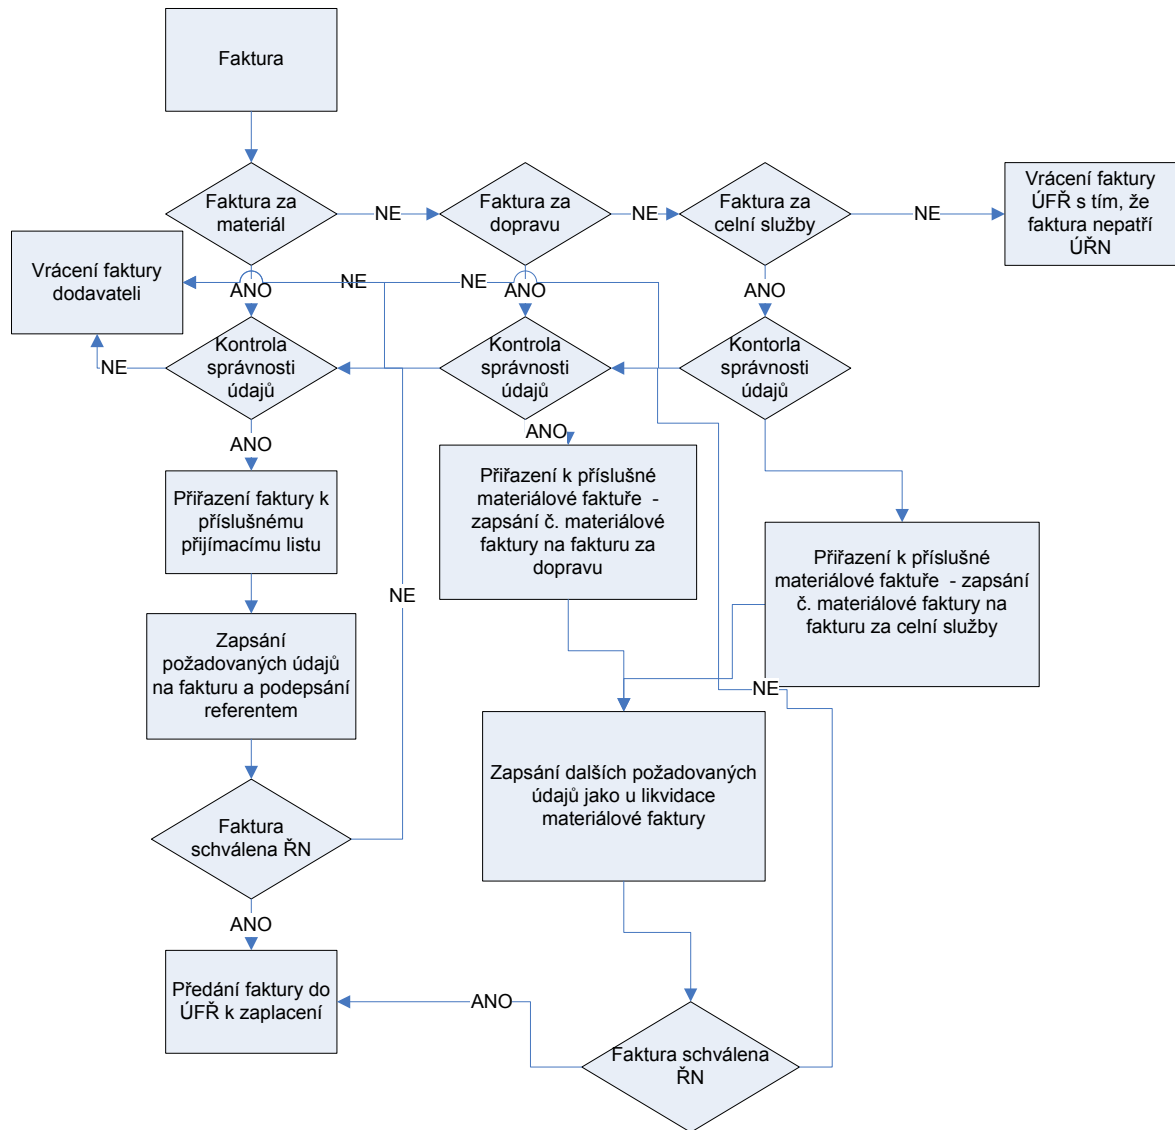 Faktura
Faktura za
materiál
NE
Faktura za
dopravu
NE
Faktura za
celní služby
NE
Vrácení faktury
ÚFŘ s tím, že
faktura nepatří
ÚŘN
Vrácení faktury
dodavateli
NE
NE
NE
ANO
ANO
ANO
NE
Kontrola
správnosti
údajů
Kontrola
správnosti
údajů
Kontorla
správnosti
údajů
ANO
ANO
Přiřazení faktury k
příslušnému
přijímacímu listu
Přiřazení k příslušné
materiálové faktuře -
zapsání č. materiálové
faktury na fakturu za
dopravu
Přiřazení k příslušné
materiálové faktuře - zapsání
č. materiálové faktury na
fakturu za celní služby
NE
Zapsání
požadovaných údajů
na fakturu a podepsání
referentem
NE
Zapsání dalších požadovaných
údajů jako u likvidace
materiálové faktury
Faktura
schválena ŘN
ANO
Předání faktury do
ÚFŘ k zaplacení
ANO
Faktura schválena
ŘN